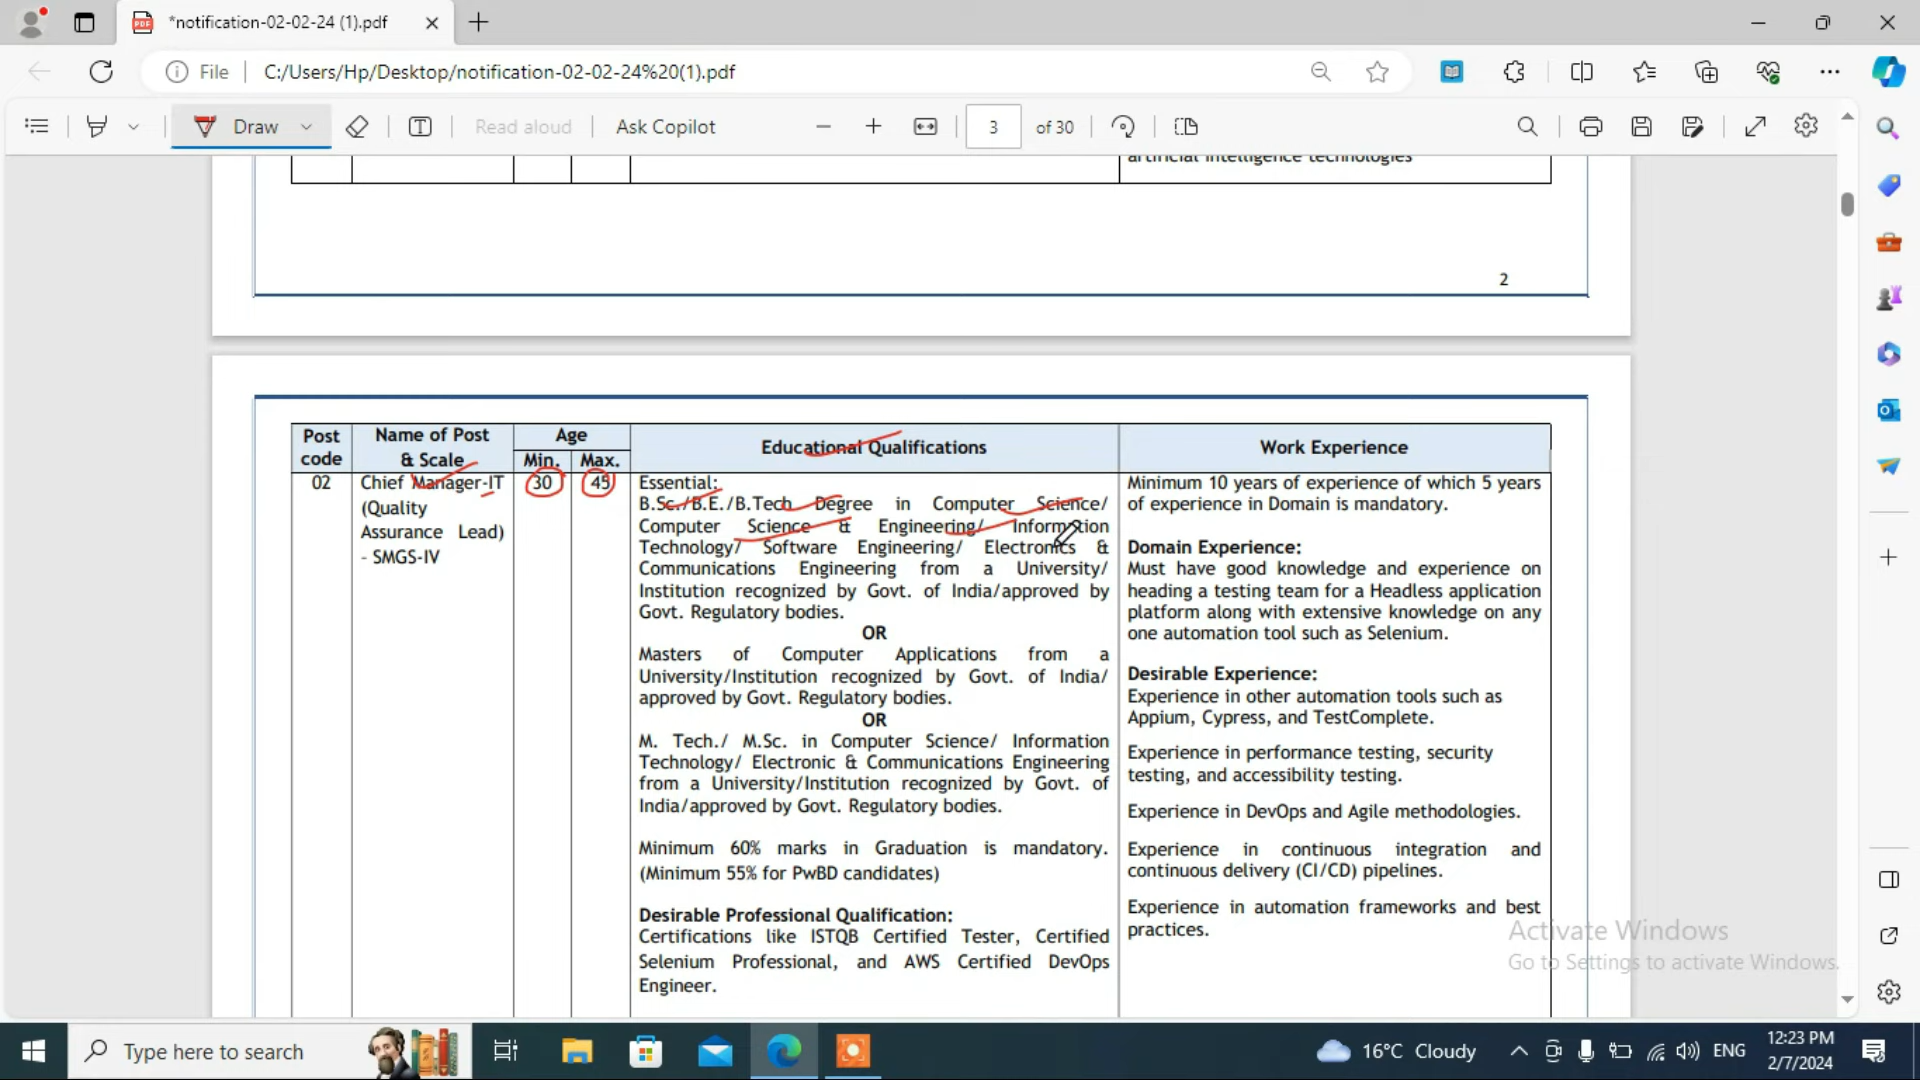 *notification-02-02-24 (1).pdf
File
C:/Users/Hp/Desktop/notification-02-02-24%20(1).pdf
Draw
Read aloud
Ask Copilot
3
of 30
artificial intelligence technologies
2
Post code
Name of Post & Scale
Age
Min.
Max.
Educational Qualifications
Work Experience
02
Chief Manager-IT
(Quality
Assurance Lead)
- SMGS-IV
30
45
Essential:
B.Sc./B.E./B.Tech Degree in Computer Science/
Computer Science & Engineering/ Information
Technology/ Software Engineering/ Electronics &
Communications Engineering from a University/
Institution recognized by Govt. of India/approved by
Govt. Regulatory bodies.
OR
Masters of Computer Applications from a
University/Institution recognized by Govt. of India/
approved by Govt. Regulatory bodies.
OR
M. Tech./ M.Sc. in Computer Science/ Information
Technology/ Electronic & Communications Engineering
from a University/Institution recognized by Govt. of
India/approved by Govt. Regulatory bodies.
Minimum 60% marks in Graduation is mandatory.
(Minimum 55% for PwBD candidates)
Desirable Professional Qualification:
Certifications like ISTQB Certified Tester, Certified
Selenium Professional, and AWS Certified DevOps
Engineer.
Minimum 10 years of experience of which 5 years
of experience in Domain is mandatory.
Domain Experience:
Must have good knowledge and experience on
heading a testing team for a Headless application
platform along with extensive knowledge on any
one automation tool such as Selenium.
Desirable Experience:
Experience in other automation tools such as
Appium, Cypress, and TestComplete.
Experience in performance testing, security
testing, and accessibility testing.
Experience in DevOps and Agile methodologies.
Experience in continuous integration and
continuous delivery (CI/CD) pipelines.
Experience in automation frameworks and best
practices.
Activate Windows
Go to Settings to activate Windows.
Type here to search
16°C Cloudy
ENG
12:23 PM
2/7/2024